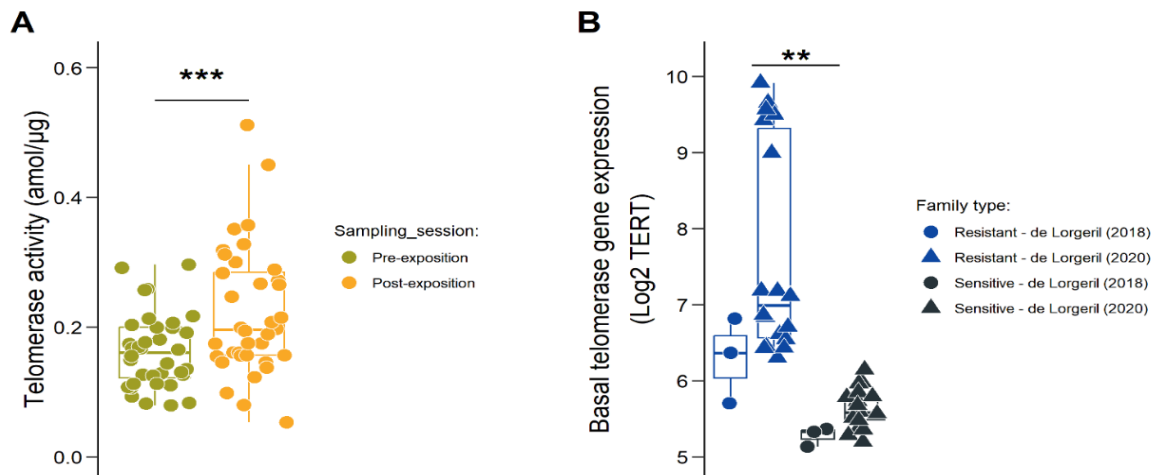 A
Telomerase activity (amol/µg)
0.6
0.4
0.2
0.0
***
Sampling_session:
Pre-exposition
Post-exposition
B
Basal telomerase gene expression
(Log2 TERT)
10
9
8
7
6
5
**
Family type:
Resistant - de Lorgeril (2018)
Resistant - de Lorgeril (2020)
Sensitive - de Lorgeril (2018)
Sensitive - de Lorgeril (2020)